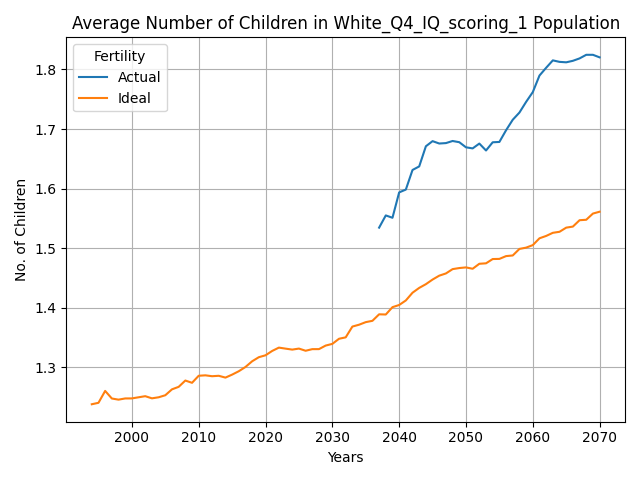 Average Number of Children in White_Q4_IQ_scoring_1 Population
Fertility
Actual
Ideal
No. of Children
1.8
1.7
1.6
1.5
1.4
1.3
2000 2010 2020 2030 2040 2050 2060 2070
Years